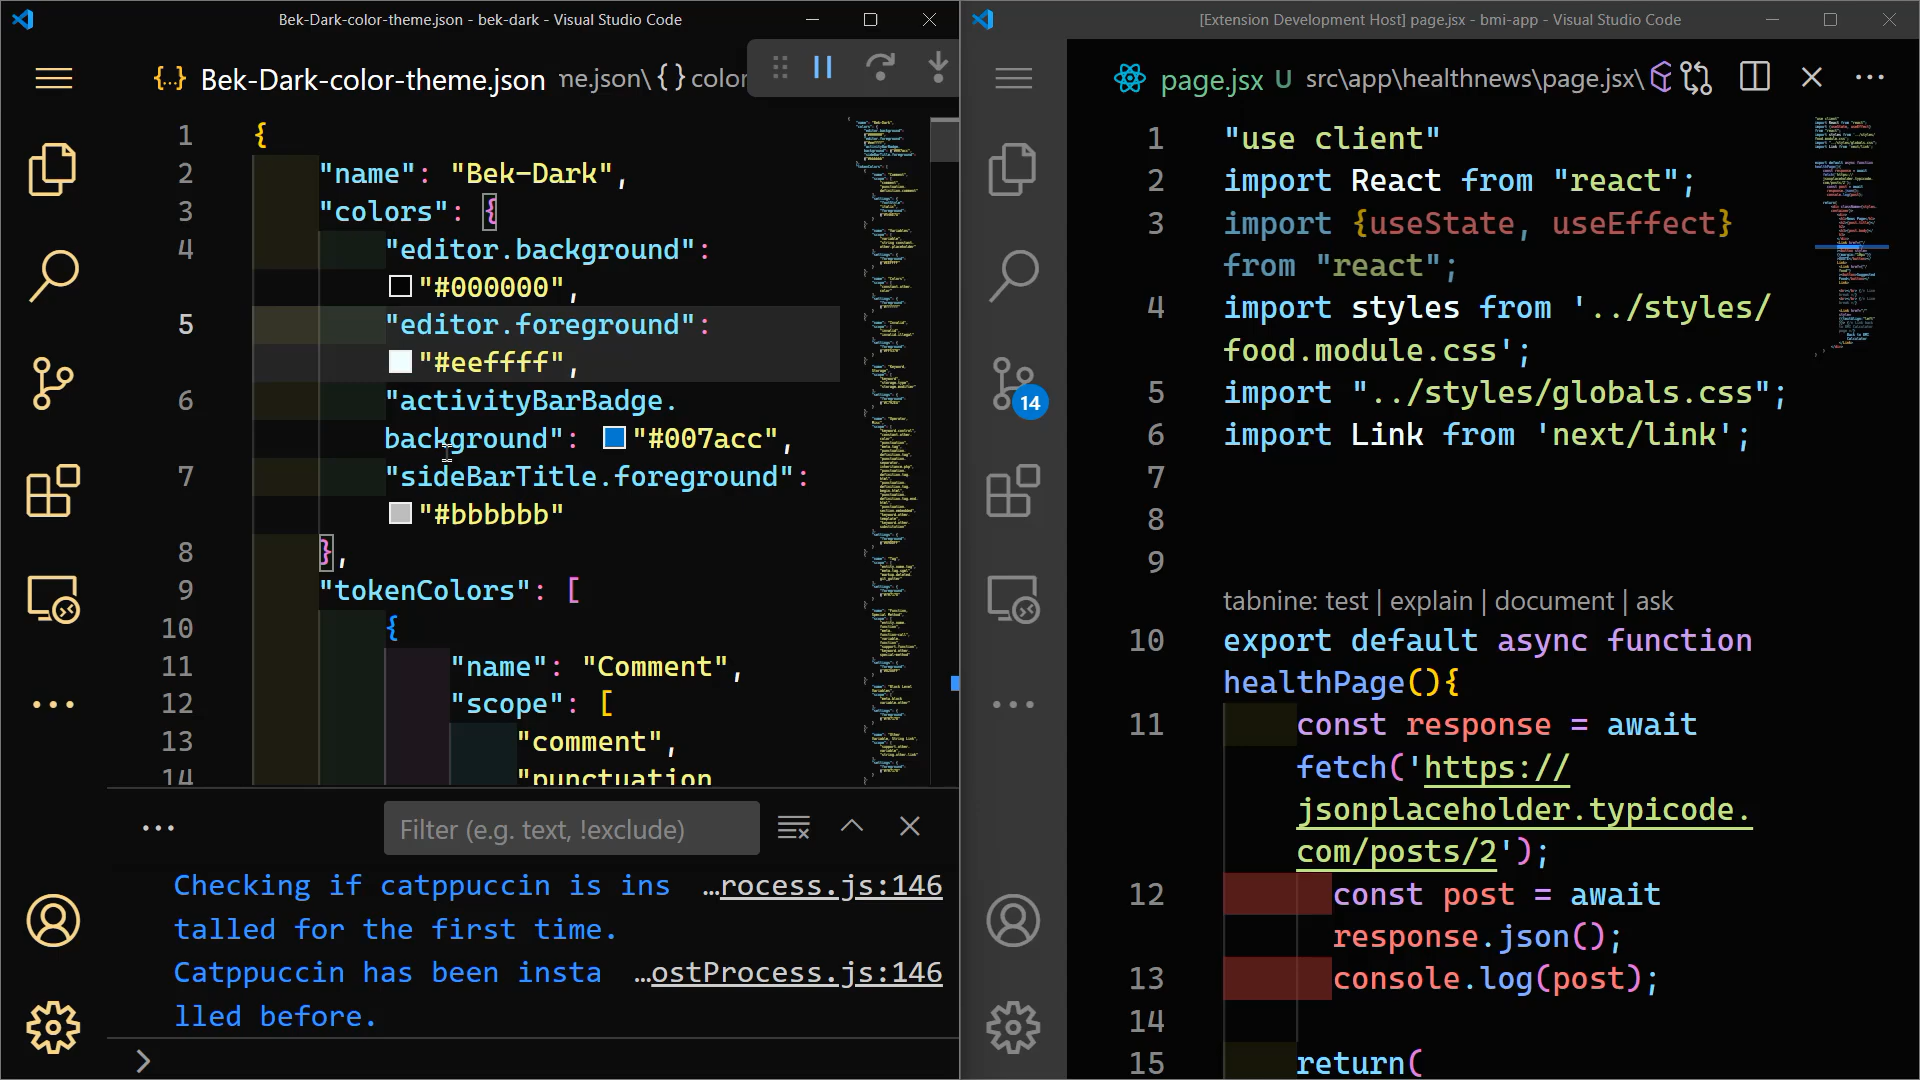 Bek-Dark-color-theme.json - bek-dark - Visual Studio Code
{..} Bek-Dark-color-theme.json me.json\ {} color
1 {
2 "name": "Bek-Dark",
3 "colors": {
4 "editor.background":
"#000000",
5 "editor.foreground":
"#eeffff",
6 "activityBarBadge.
background": "#007acc",
7 "sideBarTitle.foreground":
"#bbbbbb"
8 },
9 "tokenColors": [
10 {
11 "name": "Comment",
12 "scope": [
13 "comment",
14 "punctuation
Filter (e.g. text, !exclude)
Checking if catppuccin is ins …rocess.js:146
talled for the first time.
Catppuccin has been insta …ostProcess.js:146
lled before.
[Extension Development Host] page.jsx - bmi-app - Visual Studio Code
page.jsx U src\app\healthnews\page.jsx\
14
1 "use client"
2 import React from "react";
3 import {useState, useEffect}
from "react";
4 import styles from '../styles/
food.module.css';
5 import "../styles/globals.css";
6 import Link from 'next/link';
7
8
9
tabnine: test | explain | document | ask
10 export default async function
healthPage(){
11 const response = await
fetch('https://
jsonplaceholder.typicode.
com/posts/2');
12 const post = await
response.json();
13 console.log(post);
14
15 return(